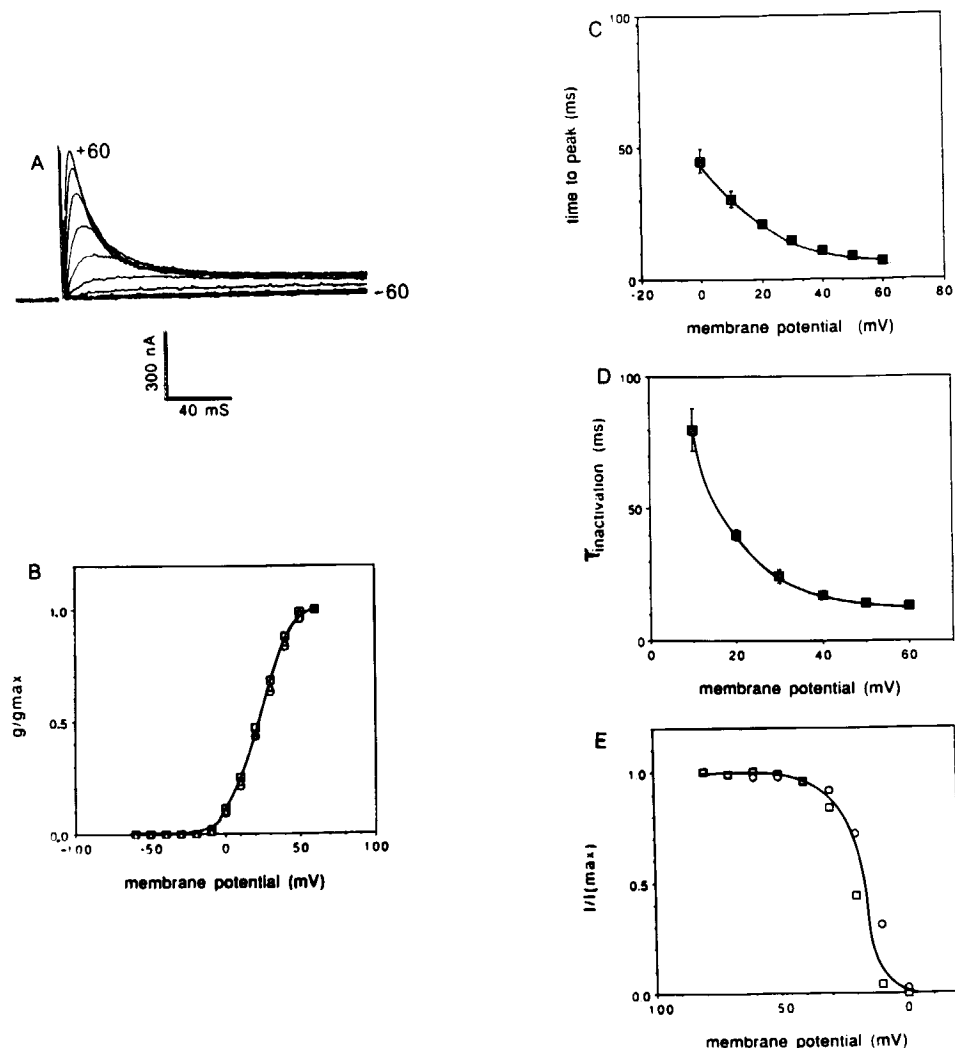 A
+60
-60
300 nA
40 mS
B
g/gmax
1.0
0.5
0.0
-100
-50
0
50
100
membrane potential (mV)
C
time to peak (ms)
100
50
0
-20
0
20
40
60
80
membrane potential (mV)
D
τinactivation (ms)
100
50
0
0
20
40
60
membrane potential (mV)
E
I/I(max)
1.0
0.5
0.0
100
50
0
membrane potential (mV)